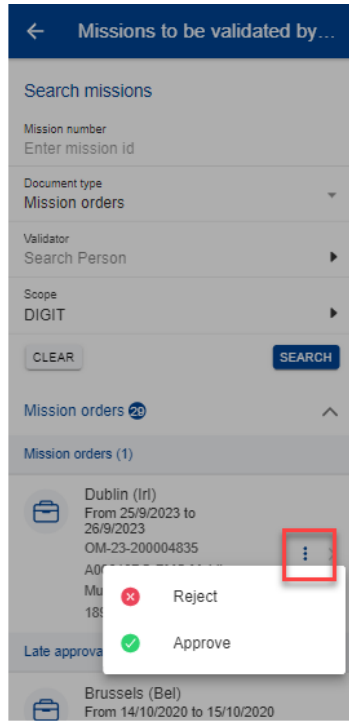 Missions to be validated by...
Search missions
Mission number
Enter mission id
Document type
Mission orders
Validator
Search Person
Scope
DIGIT
CLEAR
SEARCH
Mission orders 29
Mission orders (1)
Dublin (Irl)
From 25/9/2023 to
26/9/2023
OM-23-200004835
Reject
Approve
Late approva
Brussels (Bel)
From 14/10/2020 to 15/10/2020